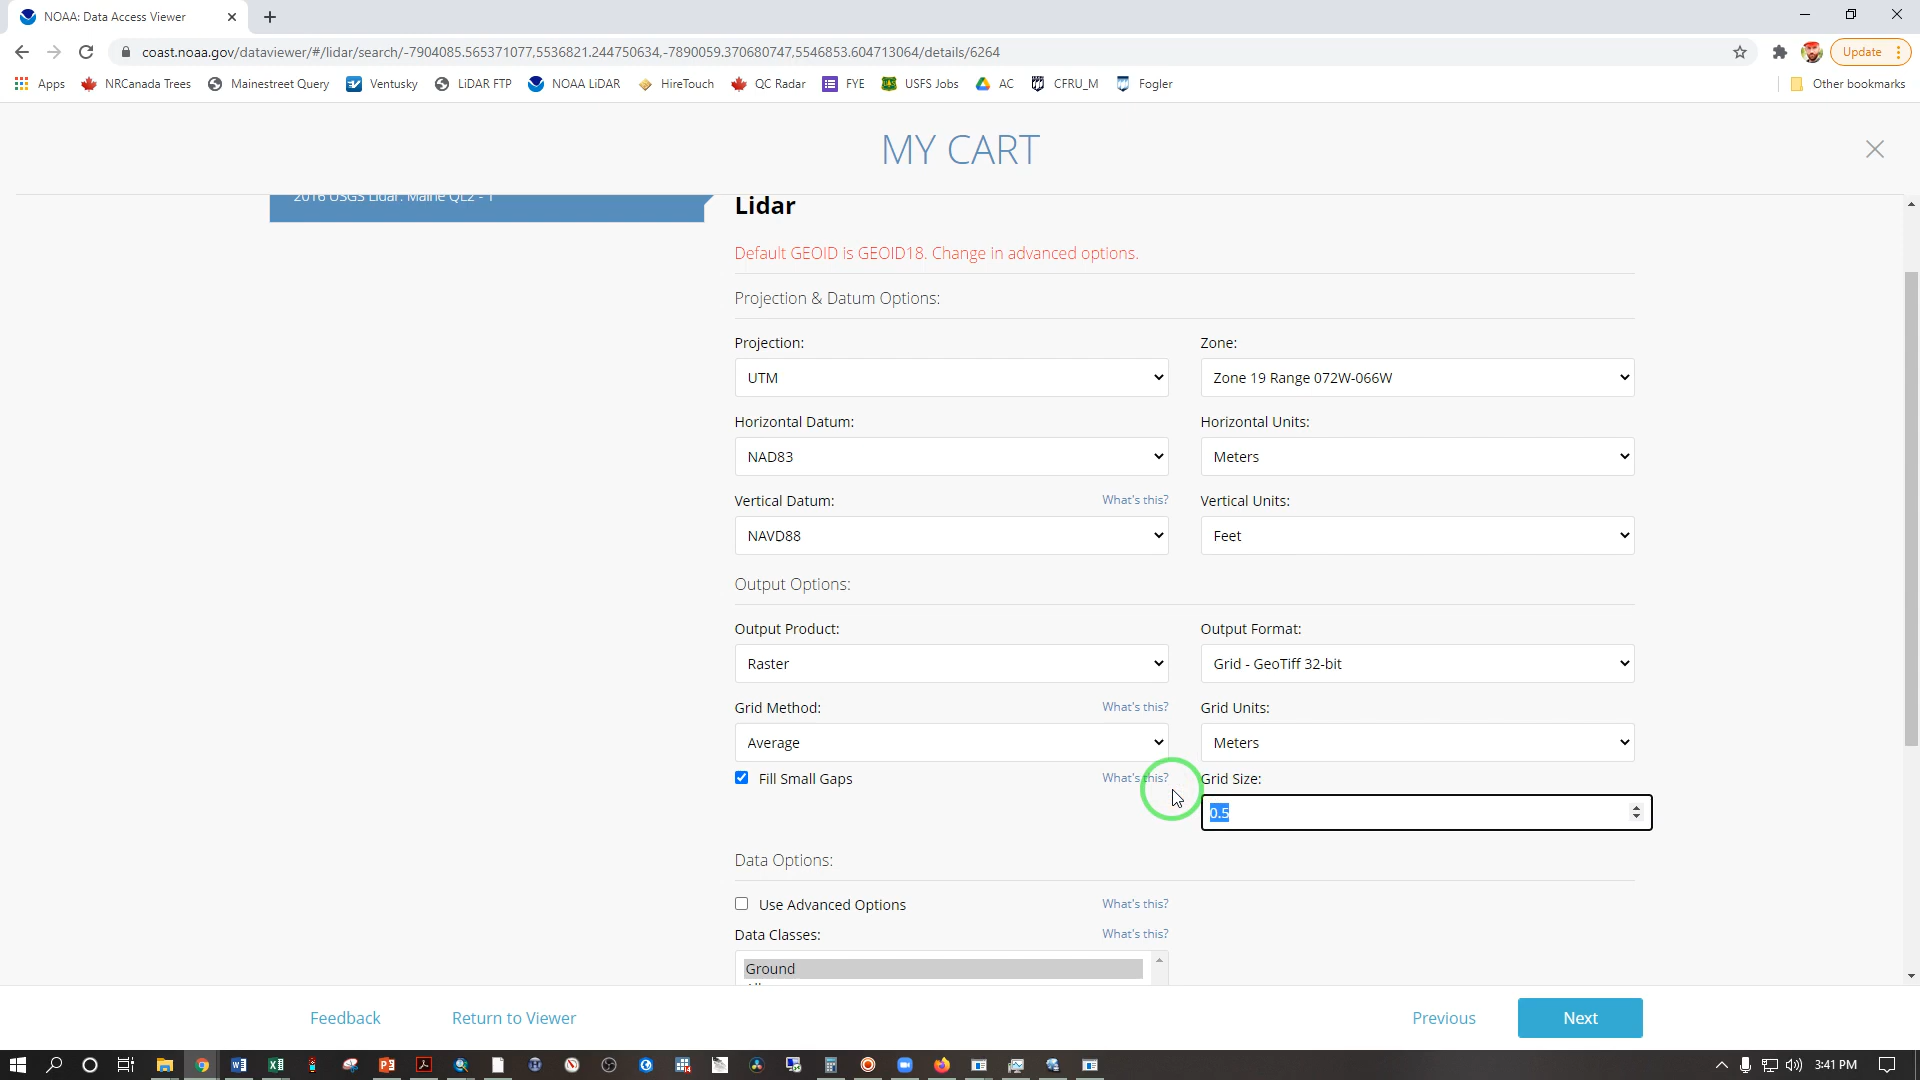 NOAA: Data Access Viewer
coast.noaa.gov/dataviewer/#/lidar/search/-7904085.565371077,5536821.244750634,-7890059.370680747,5546853.604713064/details/6264
Update
Apps NRCanada Trees Mainestreet Query Ventusky LiDAR FTP NOAA LiDAR HireTouch QC Radar FYE USFS Jobs AC CFRU_M Fogler Other bookmarks
MY CART
2016 USGS Lidar: Maine QL2 - 1
Lidar
Default GEOID is GEOID18. Change in advanced options.
Projection & Datum Options:
Projection: Zone:
UTM Zone 19 Range 072W-066W
Horizontal Datum: Horizontal Units:
NAD83 Meters
Vertical Datum: What's this? Vertical Units:
NAVD88 Feet
Output Options:
Output Product: Output Format:
Raster Grid - GeoTiff 32-bit
Grid Method: What's this? Grid Units:
Average Meters
Fill Small Gaps What's this? Grid Size:
0.5
Data Options:
Use Advanced Options What's this?
Data Classes: What's this?
Ground
Feedback Return to Viewer Previous Next
3:41 PM